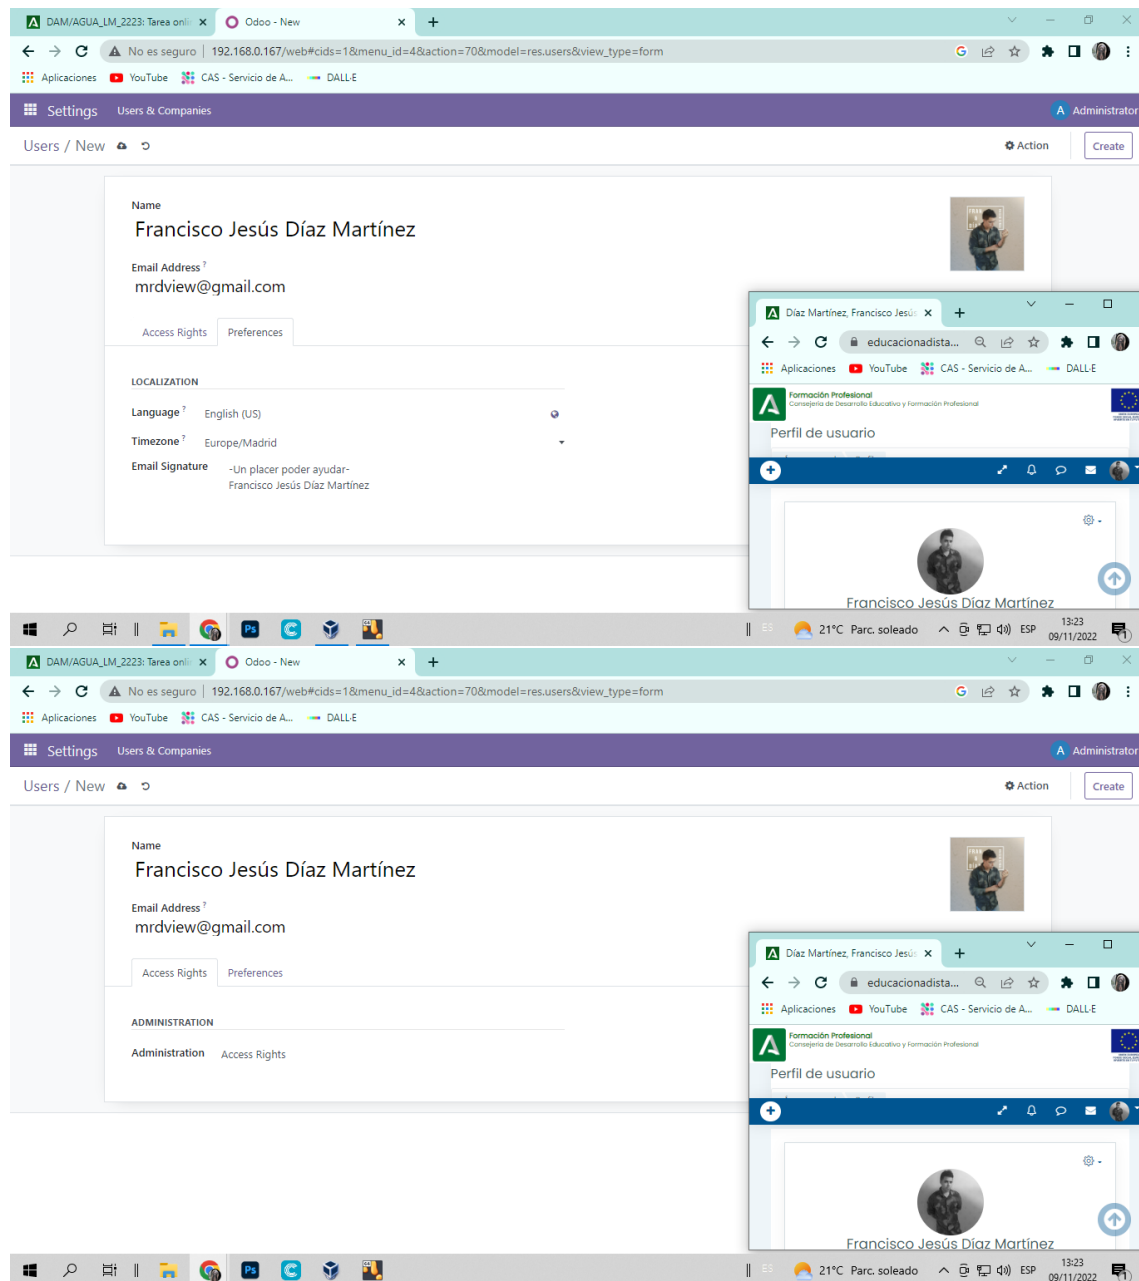 DAM/AGUA_LM_2223: Tarea onli
Odoo - New
No es seguro | 192.168.0.167/web#cids=1&menu_id=4&action=70&model=res.users&view_type=form
Aplicaciones YouTube CAS - Servicio de A... DALL·E
Settings Users & Companies A Administrator
Users / New Action Create
Name
Francisco Jesús Díaz Martínez
Email Address ?
mrdview@gmail.com
Access Rights Preferences
LOCALIZATION
Language ? English (US)
Timezone ? Europe/Madrid
Email Signature -Un placer poder ayudar-
Francisco Jesús Díaz Martínez
Díaz Martínez, Francisco Jesús
educacionadista...
Aplicaciones YouTube CAS - Servicio de A... DALL·E
Formación Profesional
Consejería de Desarrollo Educativo y Formación Profesional
Perfil de usuario
Francisco Jesús Díaz Martínez
ES 21°C Parc. soleado ESP 13:23
09/11/2022
DAM/AGUA_LM_2223: Tarea onli
Odoo - New
No es seguro | 192.168.0.167/web#cids=1&menu_id=4&action=70&model=res.users&view_type=form
Aplicaciones YouTube CAS - Servicio de A... DALL·E
Settings Users & Companies A Administrator
Users / New Action Create
Name
Francisco Jesús Díaz Martínez
Email Address ?
mrdview@gmail.com
Access Rights Preferences
ADMINISTRATION
Administration Access Rights
Díaz Martínez, Francisco Jesús
educacionadista...
Aplicaciones YouTube CAS - Servicio de A... DALL·E
Formación Profesional
Consejería de Desarrollo Educativo y Formación Profesional
Perfil de usuario
Francisco Jesús Díaz Martínez
ES 21°C Parc. soleado ESP 13:23
09/11/2022